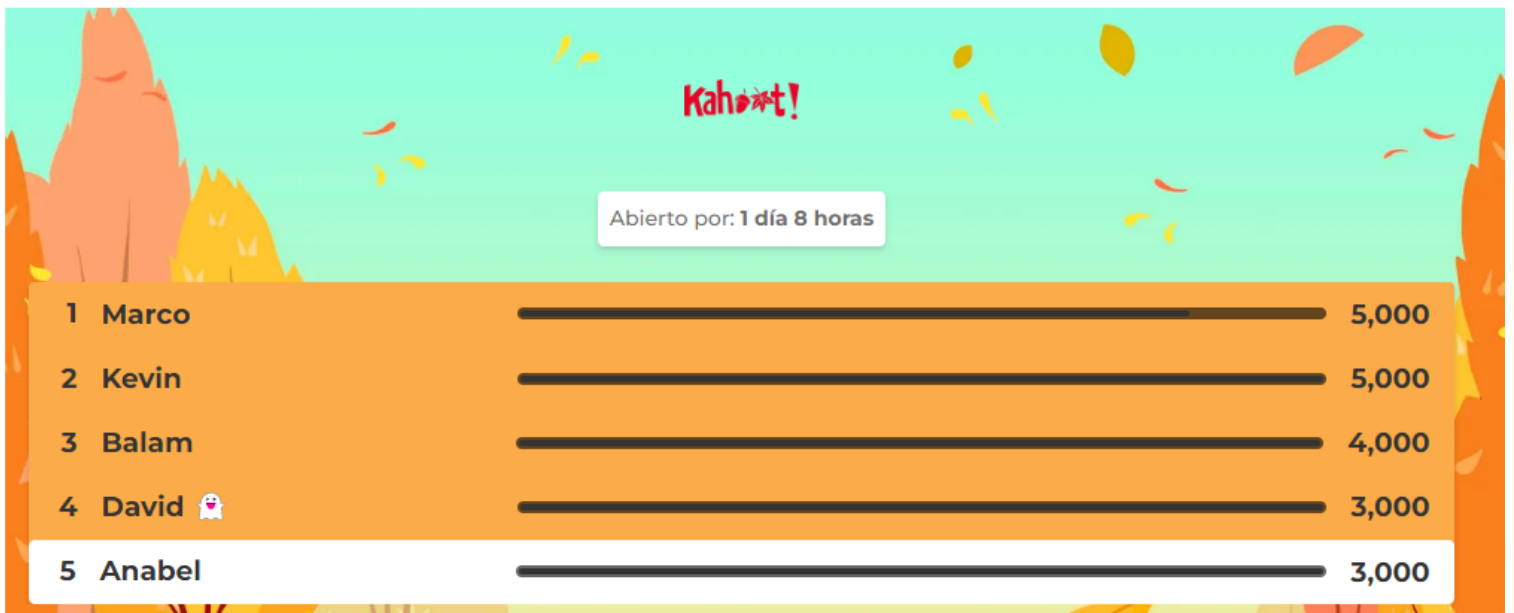 Kahoot!
Abierto por: 1 día 8 horas
1 Marco 5,000
2 Kevin 5,000
3 Balam 4,000
4 David 👻 3,000
5 Anabel 3,000